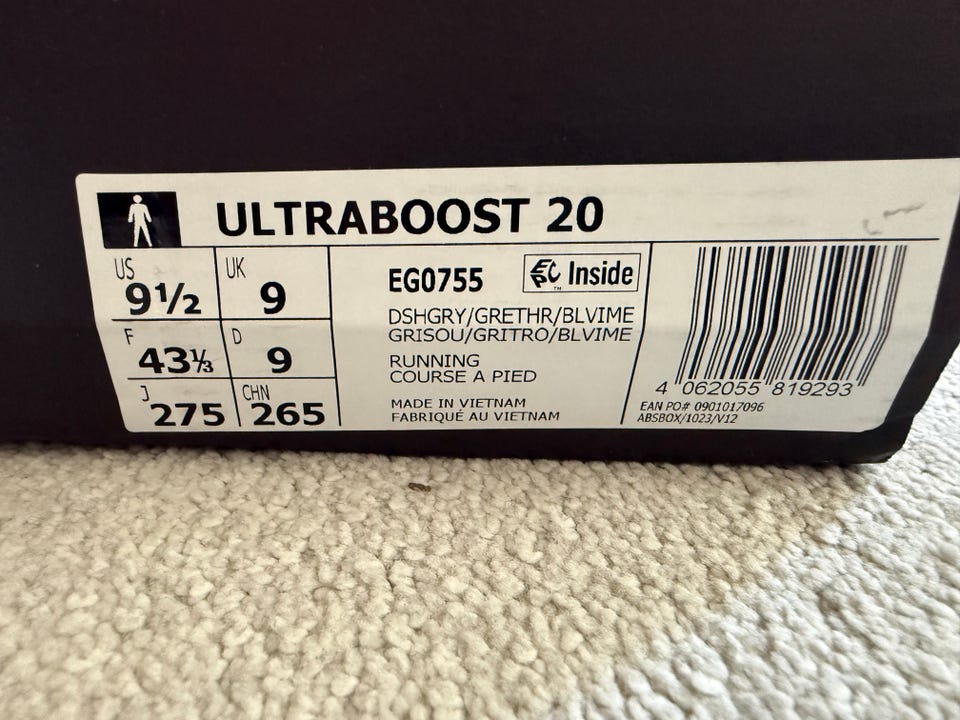 ULTRABOOST 20
US 9½
UK 9
F 43⅓
D 9
J 275
CHN 265
EG0755
EPC Inside
™
DSHGRY/GRETHR/BLVIME
GRISOU/GRITRO/BLVIME
RUNNING
COURSE A PIED
MADE IN VIETNAM
FABRIQUÉ AU VIETNAM
4 062055 819293
EAN PO# 0901017096
ABSBOX/1023/V12